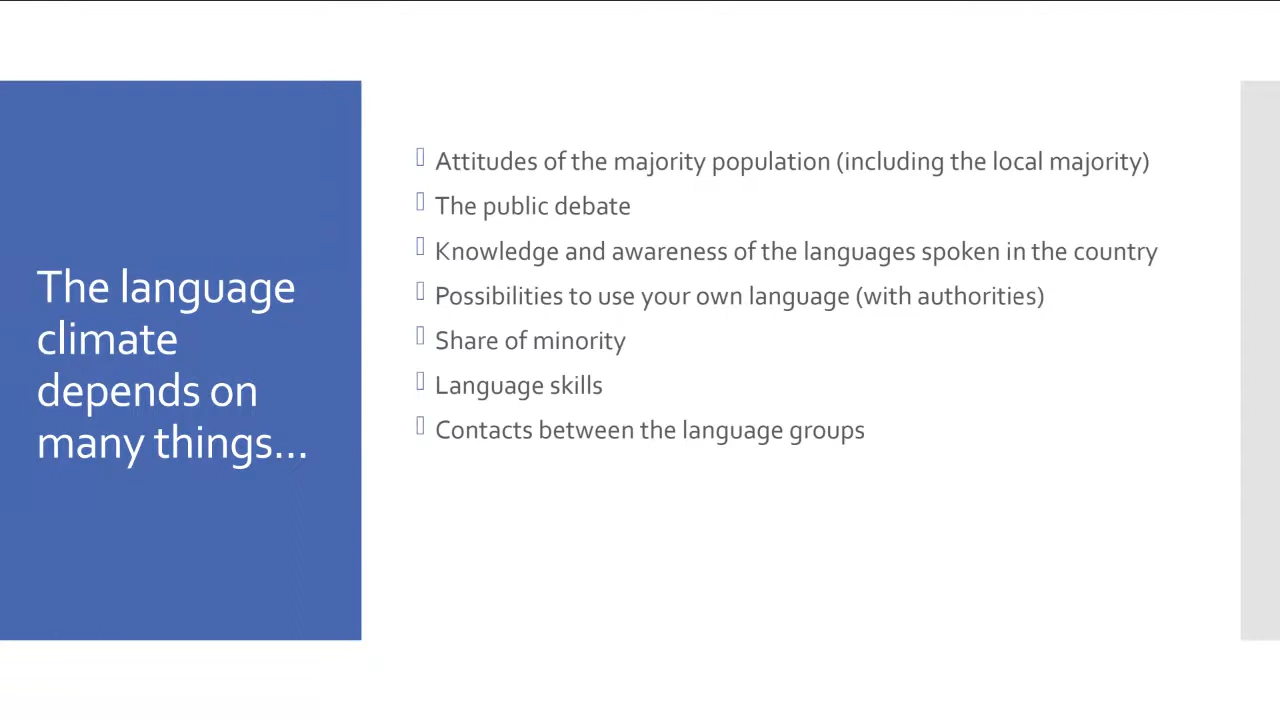 The language
climate
depends on
many things...
Attitudes of the majority population (including the local majority)
The public debate
Knowledge and awareness of the languages spoken in the country
Possibilities to use your own language (with authorities)
Share of minority
Language skills
Contacts between the language groups